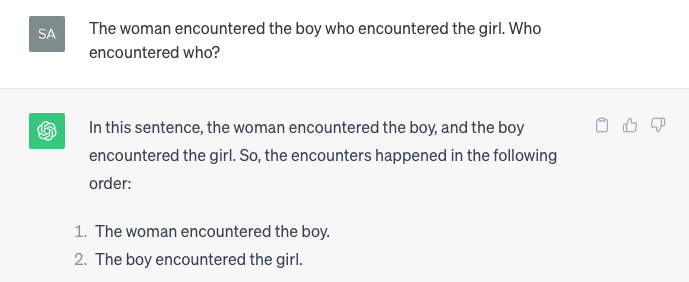 SA
The woman encountered the boy who encountered the girl. Who
encountered who?
In this sentence, the woman encountered the boy, and the boy
encountered the girl. So, the encounters happened in the following
order:
1. The woman encountered the boy.
2. The boy encountered the girl.